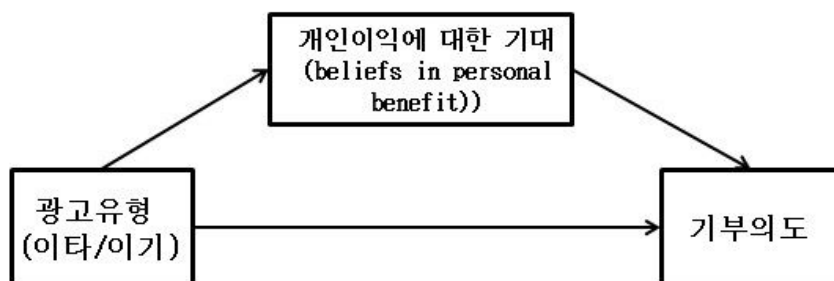 개인이익에 대한 기대
(beliefs in personal
benefit))
광고유형
(이타/이기)
기부의도